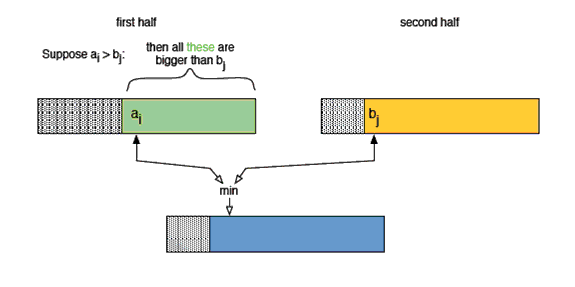 first half
second half
Suppose ai > bj:
then all these are
bigger than bj
ai
bj
min